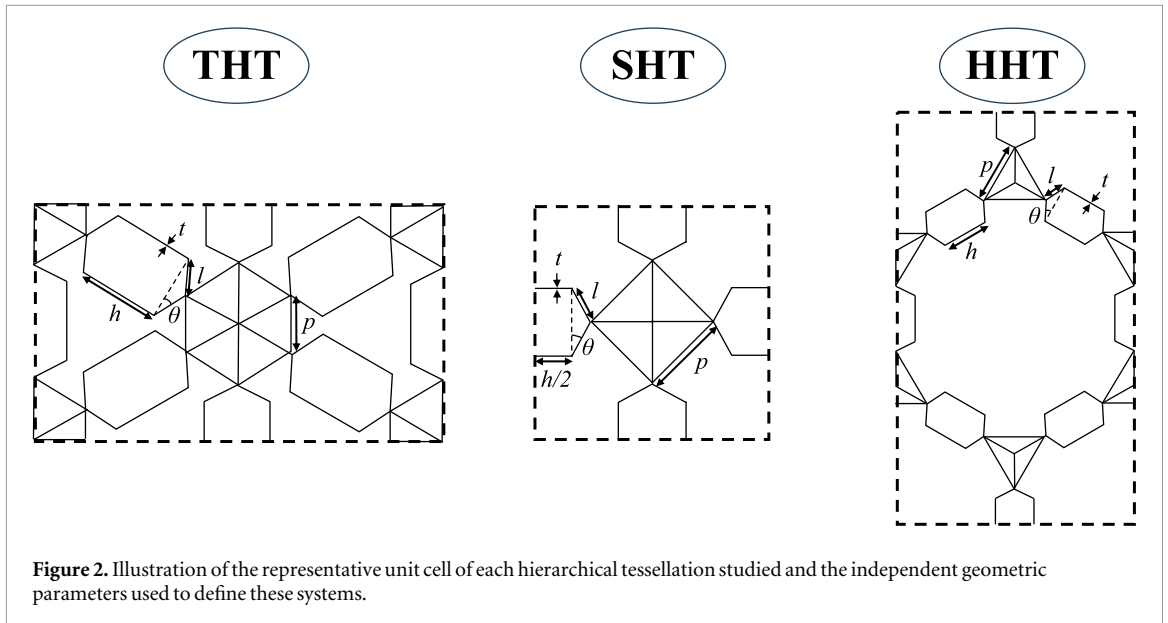 THT
SHT
HHT
t
l
h
θ
p
t
l
θ
h/2
p
p
l
t
θ
h
Figure 2. Illustration of the representative unit cell of each hierarchical tessellation studied and the independent geometric
parameters used to define these systems.